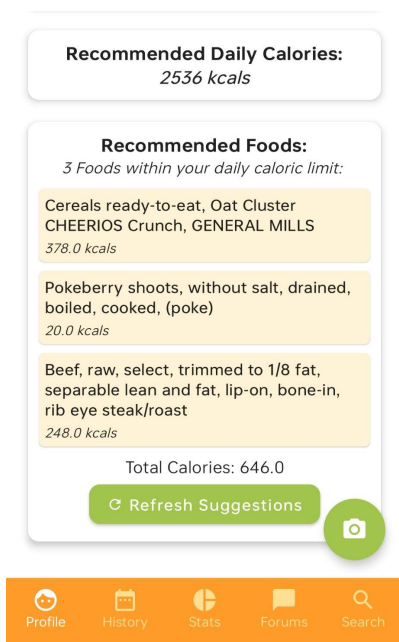 Recommended Daily Calories:
2536 kcals
Recommended Foods:
3 Foods within your daily caloric limit:
Cereals ready-to-eat, Oat Cluster
CHEERIOS Crunch, GENERAL MILLS
378.0 kcals
Pokeberry shoots, without salt, drained,
boiled, cooked, (poke)
20.0 kcals
Beef, raw, select, trimmed to 1/8 fat,
separable lean and fat, lip-on, bone-in,
rib eye steak/roast
248.0 kcals
Total Calories: 646.0
Refresh Suggestions
Profile
History
Stats
Forums
Search